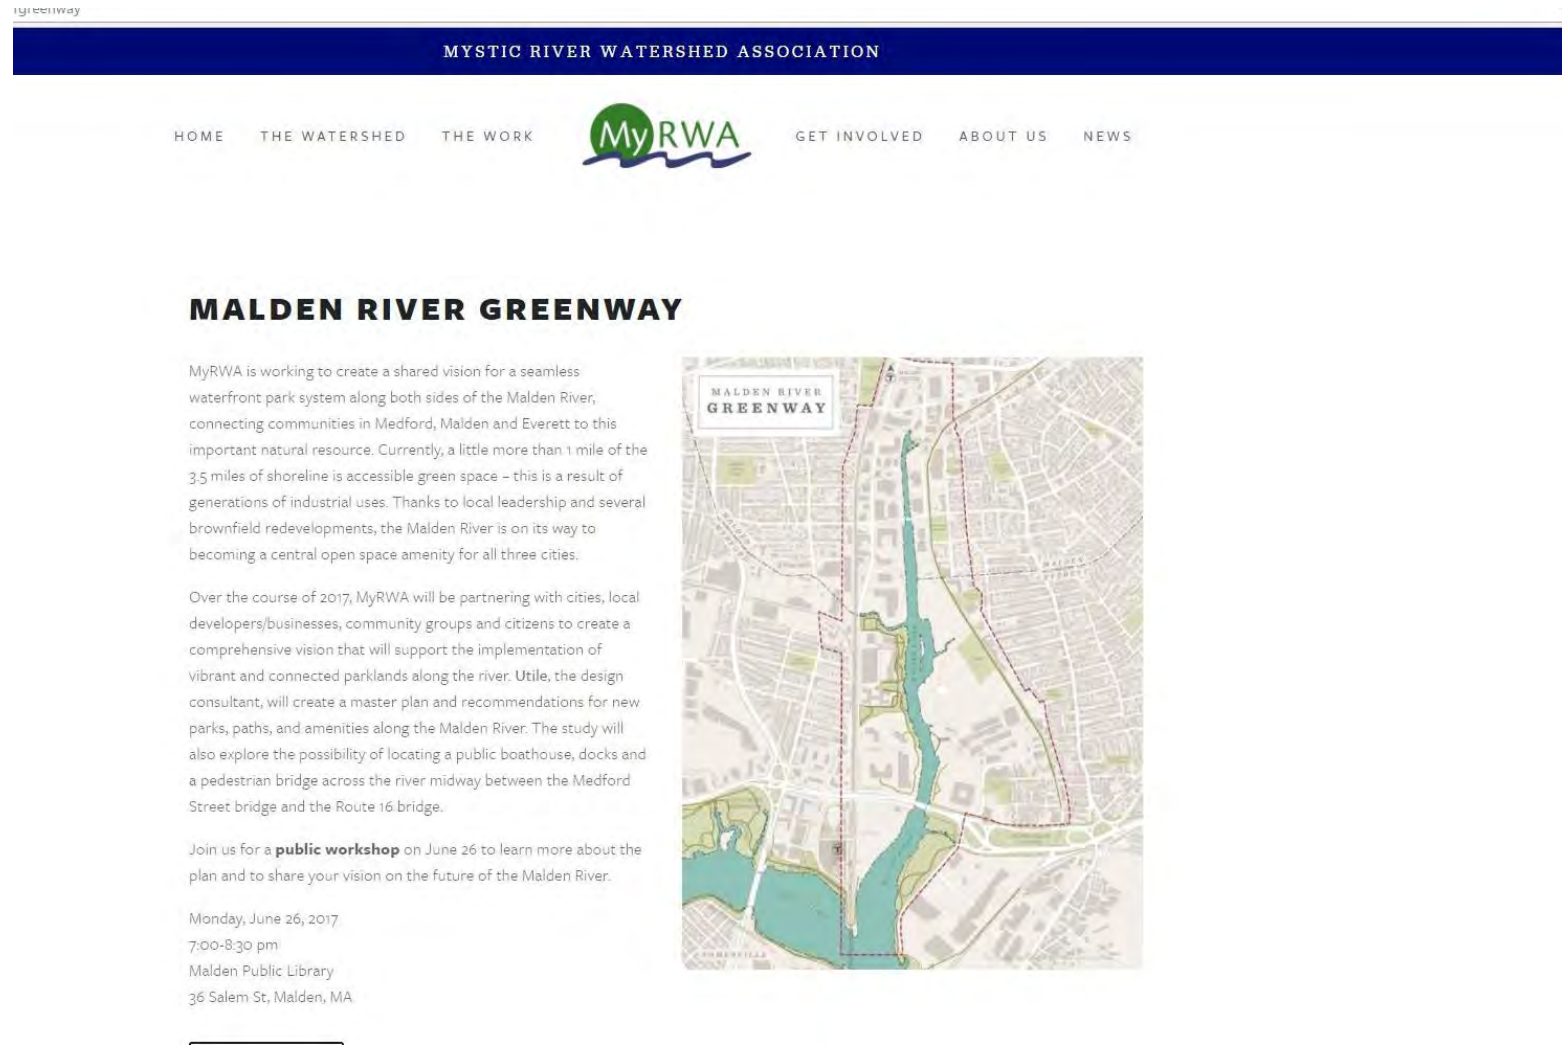 rgreenway
MYSTIC RIVER WATERSHED ASSOCIATION
HOME THE WATERSHED THE WORK MyRWA GET INVOLVED ABOUT US NEWS
MALDEN RIVER GREENWAY
MyRWA is working to create a shared vision for a seamless
waterfront park system along both sides of the Malden River,
connecting communities in Medford, Malden and Everett to this
important natural resource. Currently, a little more than 1 mile of the
3.5 miles of shoreline is accessible green space – this is a result of
generations of industrial uses. Thanks to local leadership and several
brownfield redevelopments, the Malden River is on its way to
becoming a central open space amenity for all three cities.
Over the course of 2017, MyRWA will be partnering with cities, local
developers/businesses, community groups and citizens to create a
comprehensive vision that will support the implementation of
vibrant and connected parklands along the river. Utile, the design
consultant, will create a master plan and recommendations for new
parks, paths, and amenities along the Malden River. The study will
also explore the possibility of locating a public boathouse, docks and
a pedestrian bridge across the river midway between the Medford
Street bridge and the Route 16 bridge.
Join us for a public workshop on June 26 to learn more about the
plan and to share your vision on the future of the Malden River.
Monday, June 26, 2017
7:00-8:30 pm
Malden Public Library
36 Salem St, Malden, MA
MALDEN RIVER
GREENWAY
MALDEN
EVERETT
SOMERVILLE